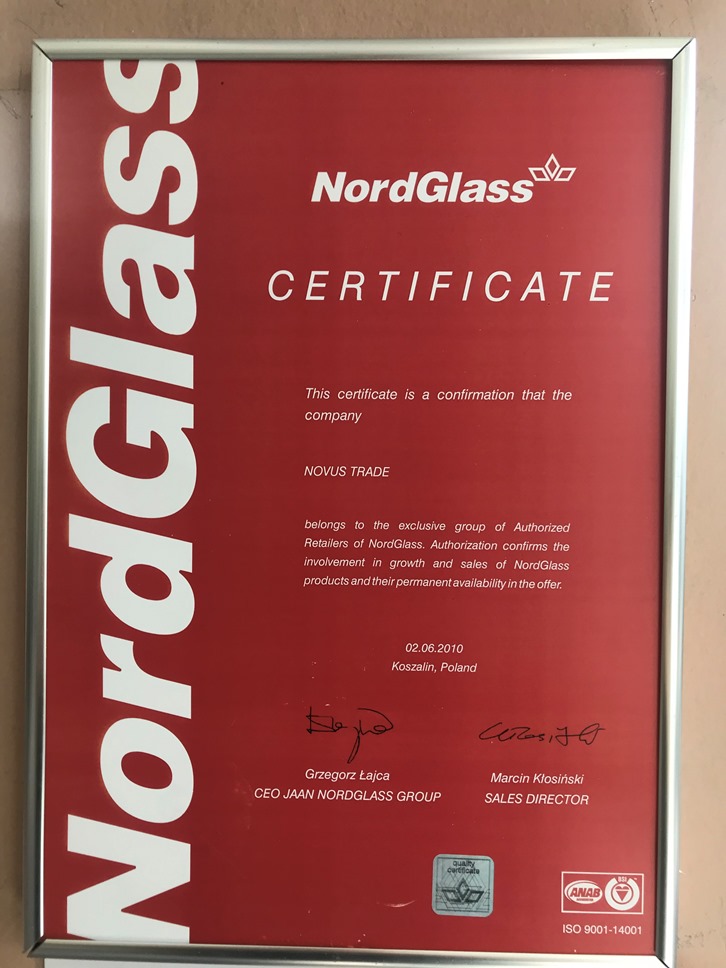 NordGlass
NordGlass
CERTIFICATE
This certificate is a confirmation that the
company
NOVUS TRADE
belongs to the exclusive group of Authorized
Retailers of NordGlass. Authorization confirms the
involvement in growth and sales of NordGlass
products and their permanent availability in the offer.
02.06.2010
Koszalin, Poland
Grzegorz Łajca
CEO JAAN NORDGLASS GROUP
Marcin Kłosiński
SALES DIRECTOR
quality
certificate
ANAB
BSI
ISO 9001-14001